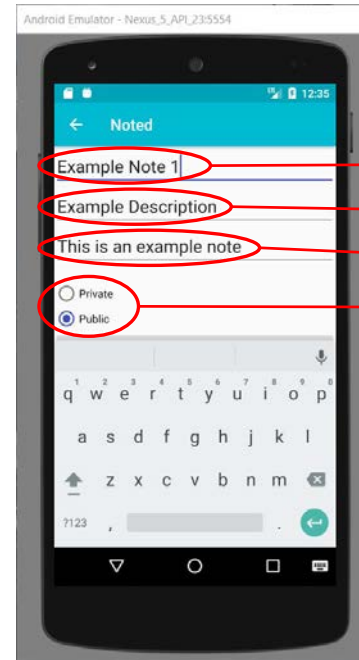 Android Emulator - Nexus_5_API_23:5554
12:35
Noted
Example Note 1
Example Description
This is an example note
Private
Public
1 2 3 4 5 6 7 8 9 0
q w e r t y u i o p
a s d f g h j k l
z x c v b n m
?123 , .